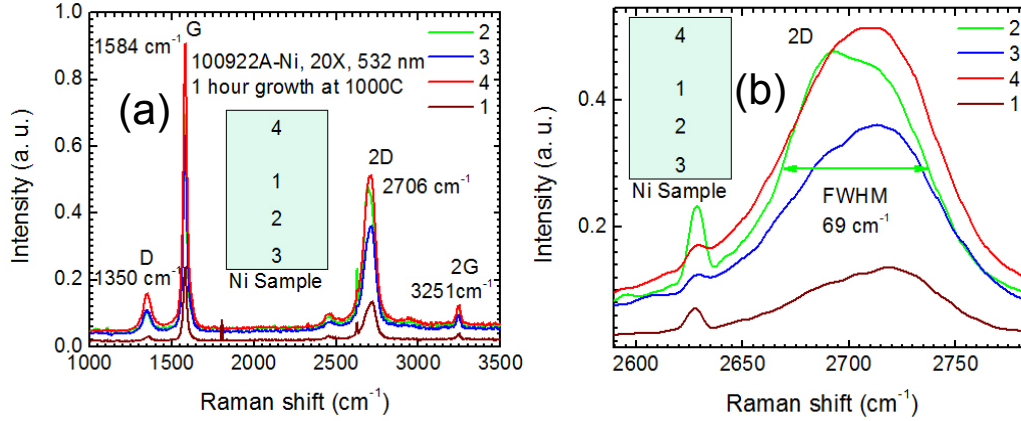 G
1584 cm-1
100922A-Ni, 20X, 532 nm
1 hour growth at 1000C
(a)
2
3
4
1
4
1
2
3
Ni Sample
2D
2706 cm-1
D
1350 cm-1
2G
3251cm-1
Intensity (a. u.)
1.0
0.8
0.6
0.4
0.2
0.0
1000 1500 2000 2500 3000 3500
Raman shift (cm-1)
4
1
2
3
Ni Sample
2D
(b)
2
3
4
1
FWHM
69 cm-1
Intensity (a. u.)
0.4
0.2
2600 2650 2700 2750
Raman shift (cm-1)